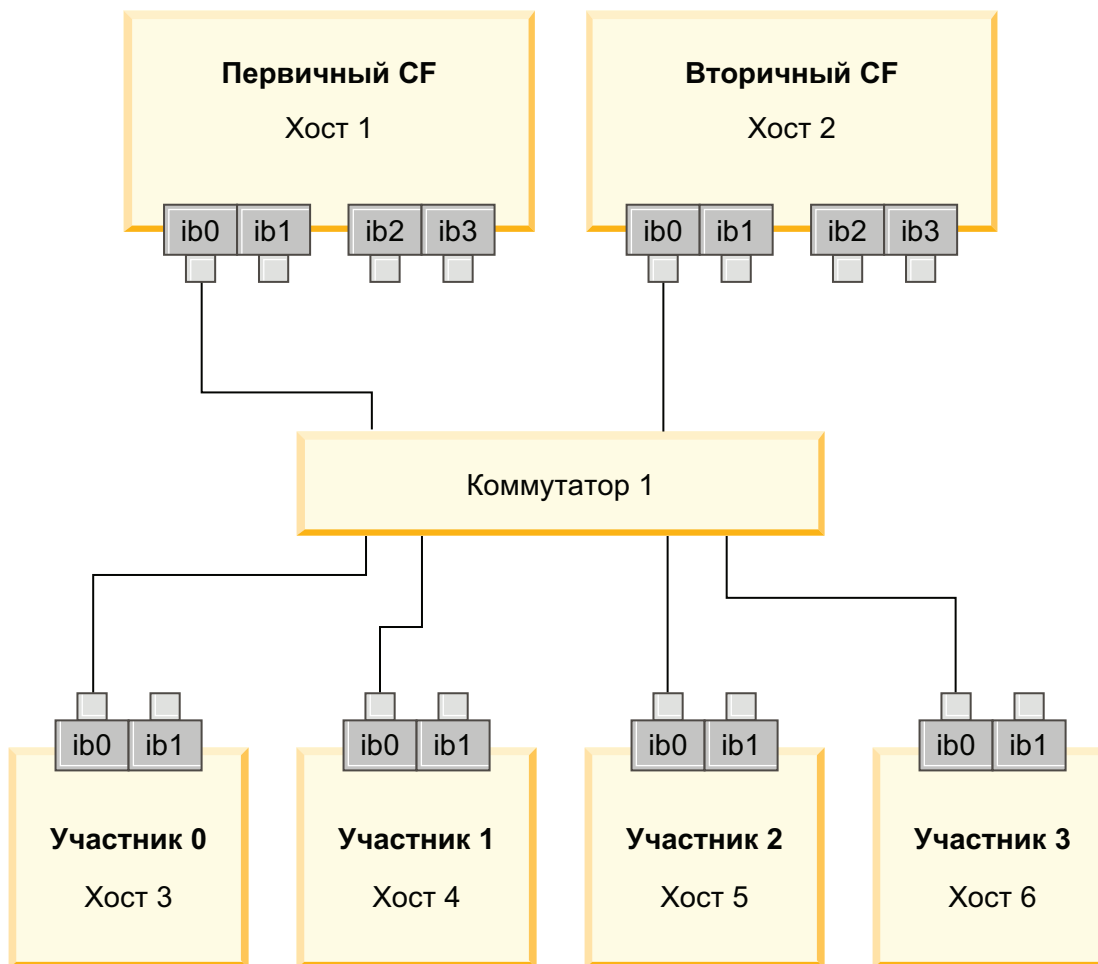 Первичный CF
Хост 1
Вторичный CF
Хост 2
ib0 ib1 ib2 ib3
ib0 ib1 ib2 ib3
Коммутатор 1
ib0 ib1
ib0 ib1
ib0 ib1
ib0 ib1
Участник 0
Хост 3
Участник 1
Хост 4
Участник 2
Хост 5
Участник 3
Хост 6